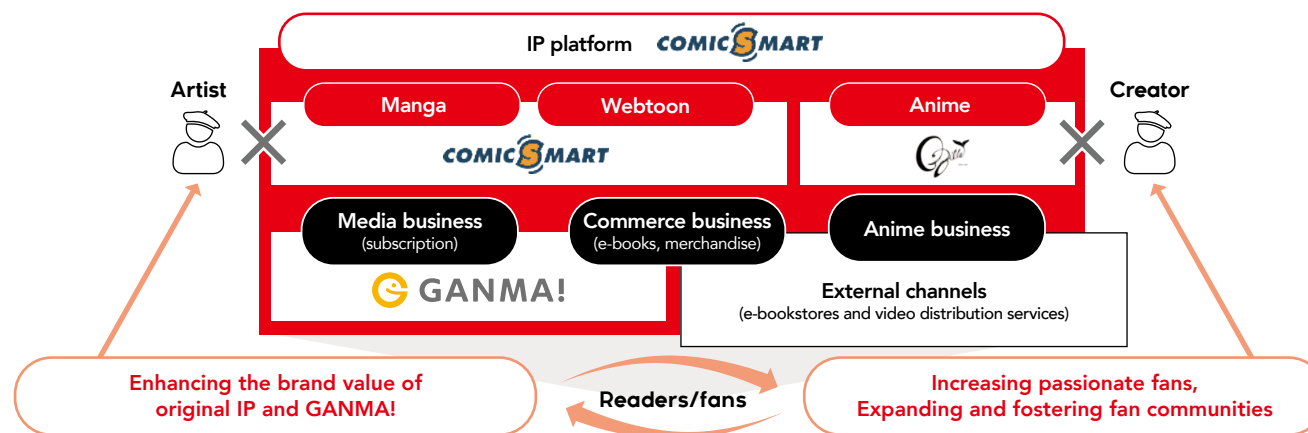 IP platform COMICSMART
Artist
Creator
Manga
Webtoon
Anime
COMICSMART
Media business
(subscription)
Commerce business
(e-books, merchandise)
Anime business
GANMA!
External channels
(e-bookstores and video distribution services)
Enhancing the brand value of
original IP and GANMA!
Readers/fans
Increasing passionate fans,
Expanding and fostering fan communities